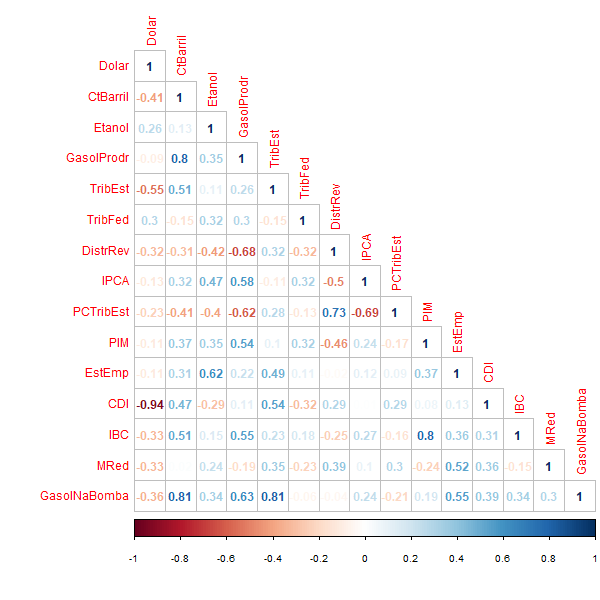 Dolar
CtBarril
Etanol
GasolProdr
TribEst
TribFed
DistrRev
IPCA
PCTribEst
PIM
EstEmp
CDI
IBC
MRed
GasolNaBomba
Dolar 1
CtBarril -0.41 1
Etanol 0.26 0.13 1
GasolProdr -0.09 0.8 0.35 1
TribEst -0.55 0.51 0.11 0.26 1
TribFed 0.3 -0.15 0.32 0.3 -0.15 1
DistrRev -0.32 -0.31 -0.42 -0.68 0.32 -0.32 1
IPCA -0.13 0.32 0.47 0.58 -0.11 0.32 -0.5 1
PCTribEst -0.23 -0.41 -0.4 -0.62 0.28 -0.13 0.73 -0.69 1
PIM -0.11 0.37 0.35 0.54 0.1 0.32 -0.46 0.24 -0.17 1
EstEmp -0.11 0.31 0.62 0.22 0.49 0.11 0.12 0.09 0.37 1
CDI -0.94 0.47 -0.29 0.11 0.54 -0.32 0.29 0.29 0.08 0.13 1
IBC -0.33 0.51 0.15 0.55 0.23 0.18 -0.25 0.27 -0.16 0.8 0.36 0.31 1
MRed -0.33 0.24 -0.19 0.35 -0.23 0.39 0.1 0.3 -0.24 0.52 0.36 -0.15 1
GasolNaBomba -0.36 0.81 0.34 0.63 0.81 0.24 -0.21 0.19 0.55 0.39 0.34 0.3 1
-1 -0.8 -0.6 -0.4 -0.2 0 0.2 0.4 0.6 0.8 1